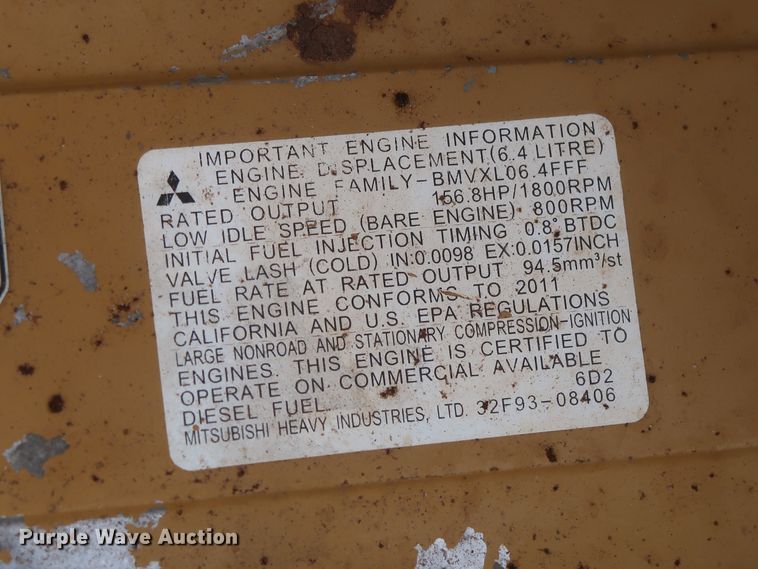 IMPORTANT ENGINE INFORMATION
ENGINE DISPLACEMENT(6.4 LITRE)
ENGINE FAMILY-BMVXL06.4FFF
RATED OUTPUT 156.8HP/1800RPM
LOW IDLE SPEED (BARE ENGINE) 800RPM
INITIAL FUEL INJECTION TIMING 0.8° BTDC
VALVE LASH (COLD) IN:0.0098 EX:0.0157INCH
FUEL RATE AT RATED OUTPUT 94.5mm³/st
THIS ENGINE CONFORMS TO 2011
CALIFORNIA AND U.S. EPA REGULATIONS
LARGE NONROAD AND STATIONARY COMPRESSION-IGNITION
ENGINES. THIS ENGINE IS CERTIFIED TO
OPERATE ON COMMERCIAL AVAILABLE
DIESEL FUEL. 6D2
MITSUBISHI HEAVY INDUSTRIES, LTD. 32F93-08406
Purple Wave Auction